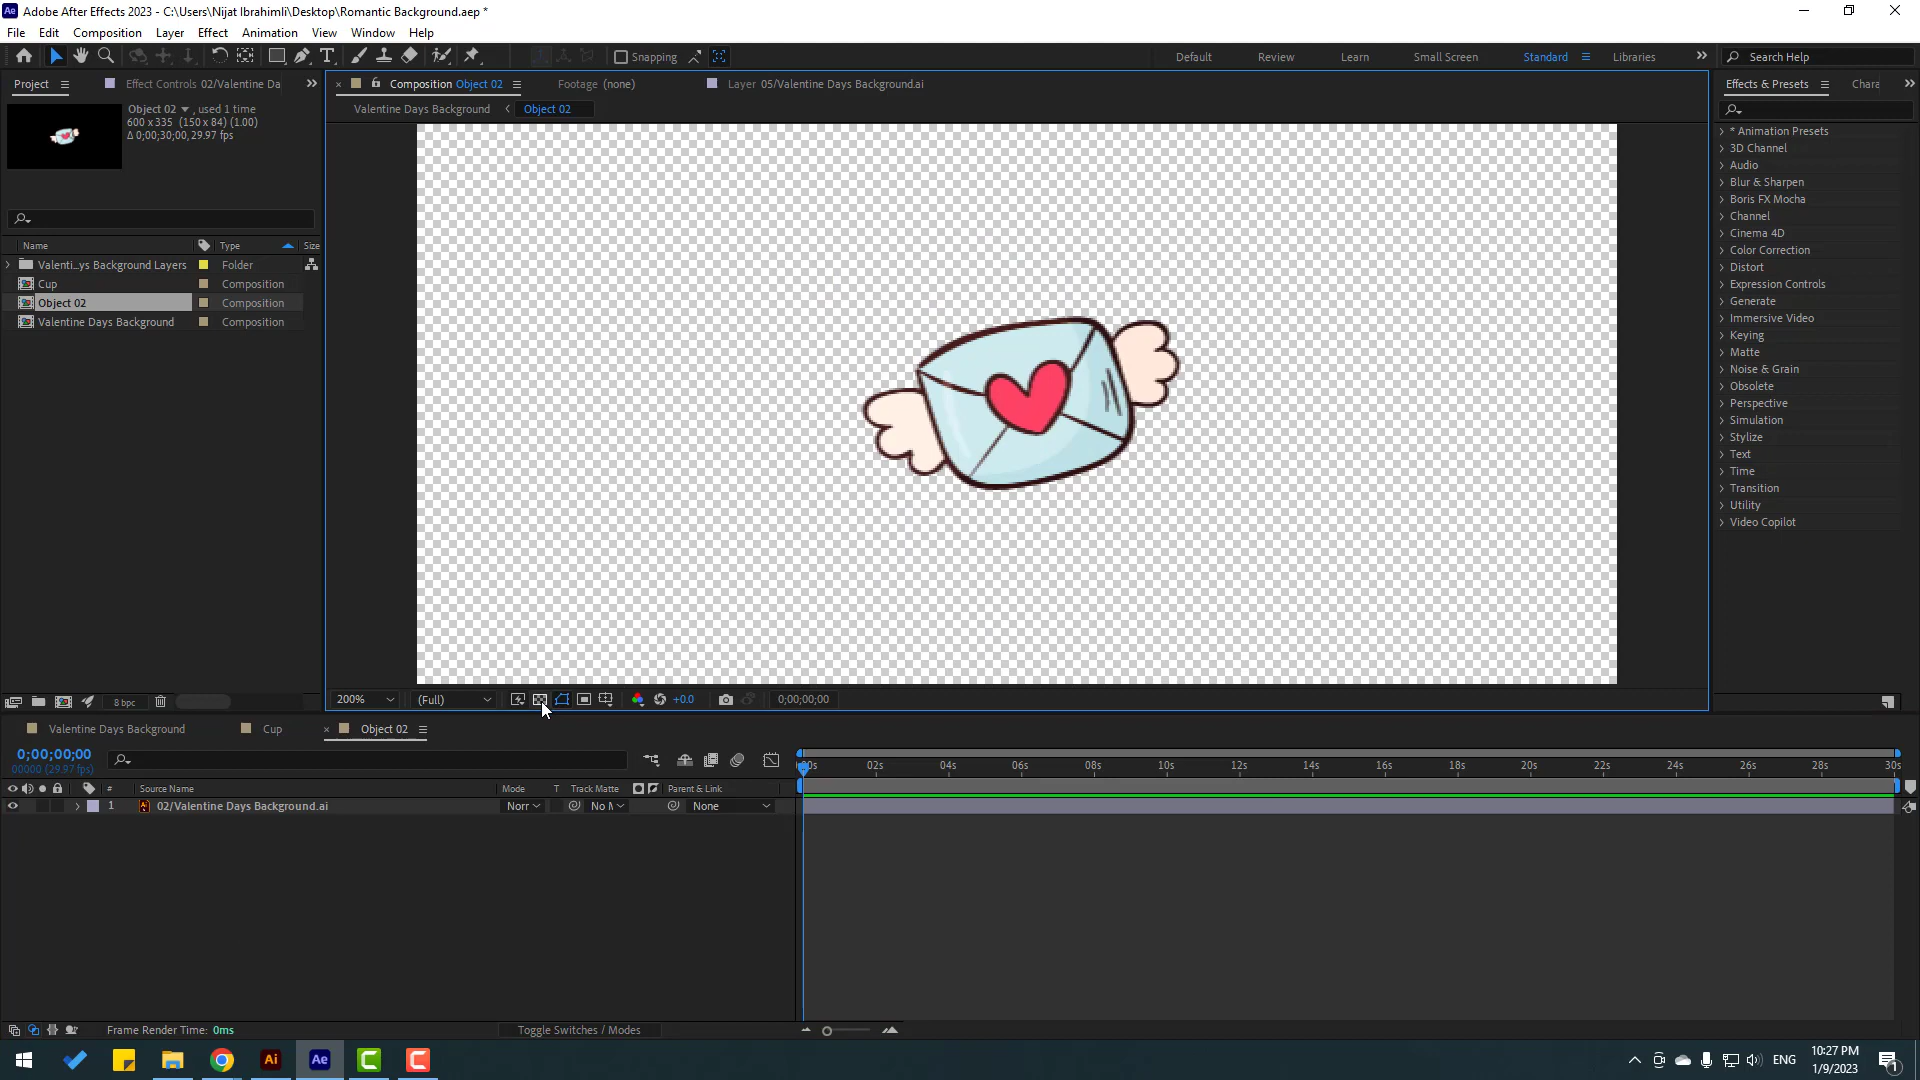 Adobe After Effects 2023 - C:\Users\Nijat Ibrahimli\Desktop\Romantic Background.aep *
File Edit Composition Layer Effect Animation View Window Help
Snapping
Default Review Learn Small Screen Standard Libraries
Search Help
Project
Effect Controls 02/Valentine Da
Composition Object 02
Footage (none)
Layer 05/Valentine Days Background.ai
Effects & Presets
Chara
Object 02 , used 1 time
600 x 335 (150 x 84) (1.00)
Δ 0;00;30;00, 29.97 fps
Valentine Days Background
Object 02
* Animation Presets
3D Channel
Audio
Blur & Sharpen
Boris FX Mocha
Channel
Cinema 4D
Color Correction
Distort
Expression Controls
Generate
Immersive Video
Keying
Matte
Noise & Grain
Obsolete
Perspective
Simulation
Stylize
Text
Time
Transition
Utility
Video Copilot
Name Type Size
Valenti...ys Background Layers Folder
Cup Composition
Object 02 Composition
Valentine Days Background Composition
8 bpc
200% (Full) +0.0 0;00;00;00
Valentine Days Background Cup Object 02
0;00;00;00
00000 (29.97 fps)
:00s 02s 04s 06s 08s 10s 12s 14s 16s 18s 20s 22s 24s 26s 28s 30s
# Source Name Mode T Track Matte Parent & Link
1 02/Valentine Days Background.ai Norr No M None
Frame Render Time: 0ms
Toggle Switches / Modes
Ai Ae
ENG
10:27 PM
1/9/2023
1